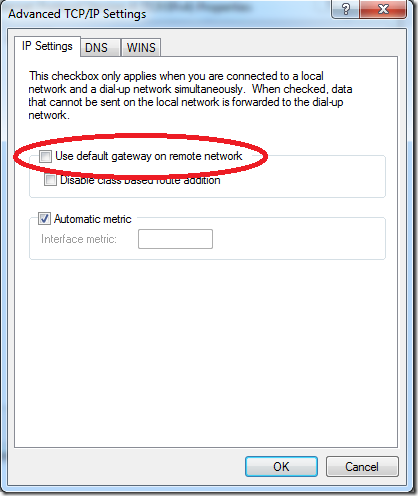 Advanced TCP/IP Settings
IP Settings DNS WINS
This checkbox only applies when you are connected to a local
network and a dial-up network simultaneously. When checked, data
that cannot be sent on the local network is forwarded to the dial-up
network.
Use default gateway on remote network
Disable class based route addition
Automatic metric
Interface metric:
OK Cancel